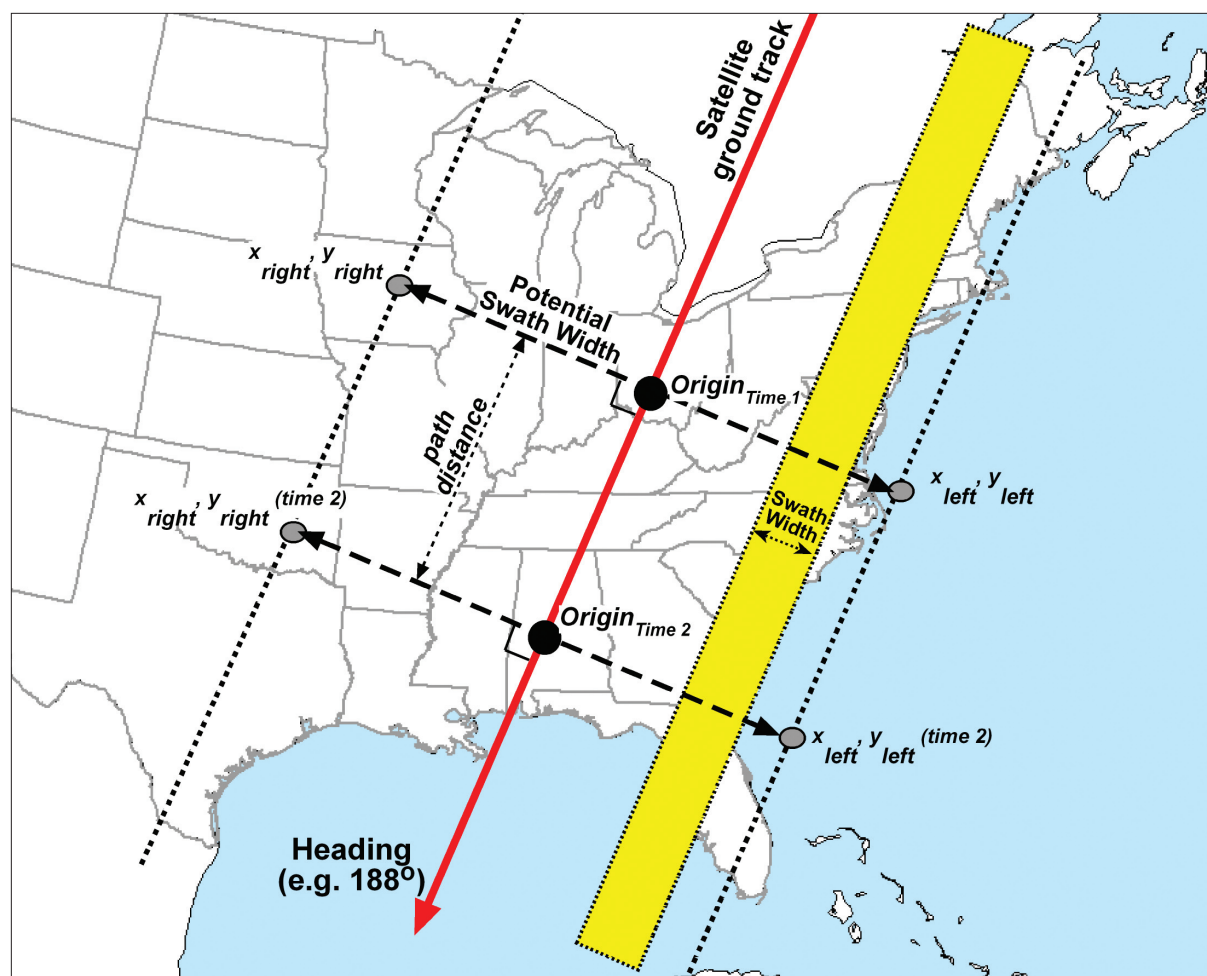 Satellite
ground track
x right, y right
Potential
Swath Width
Origin Time 1
path
distance
x left, y left
x right, y right (time 2)
Swath
Width
Origin Time 2
x left, y left (time 2)
Heading
(e.g. 188º)